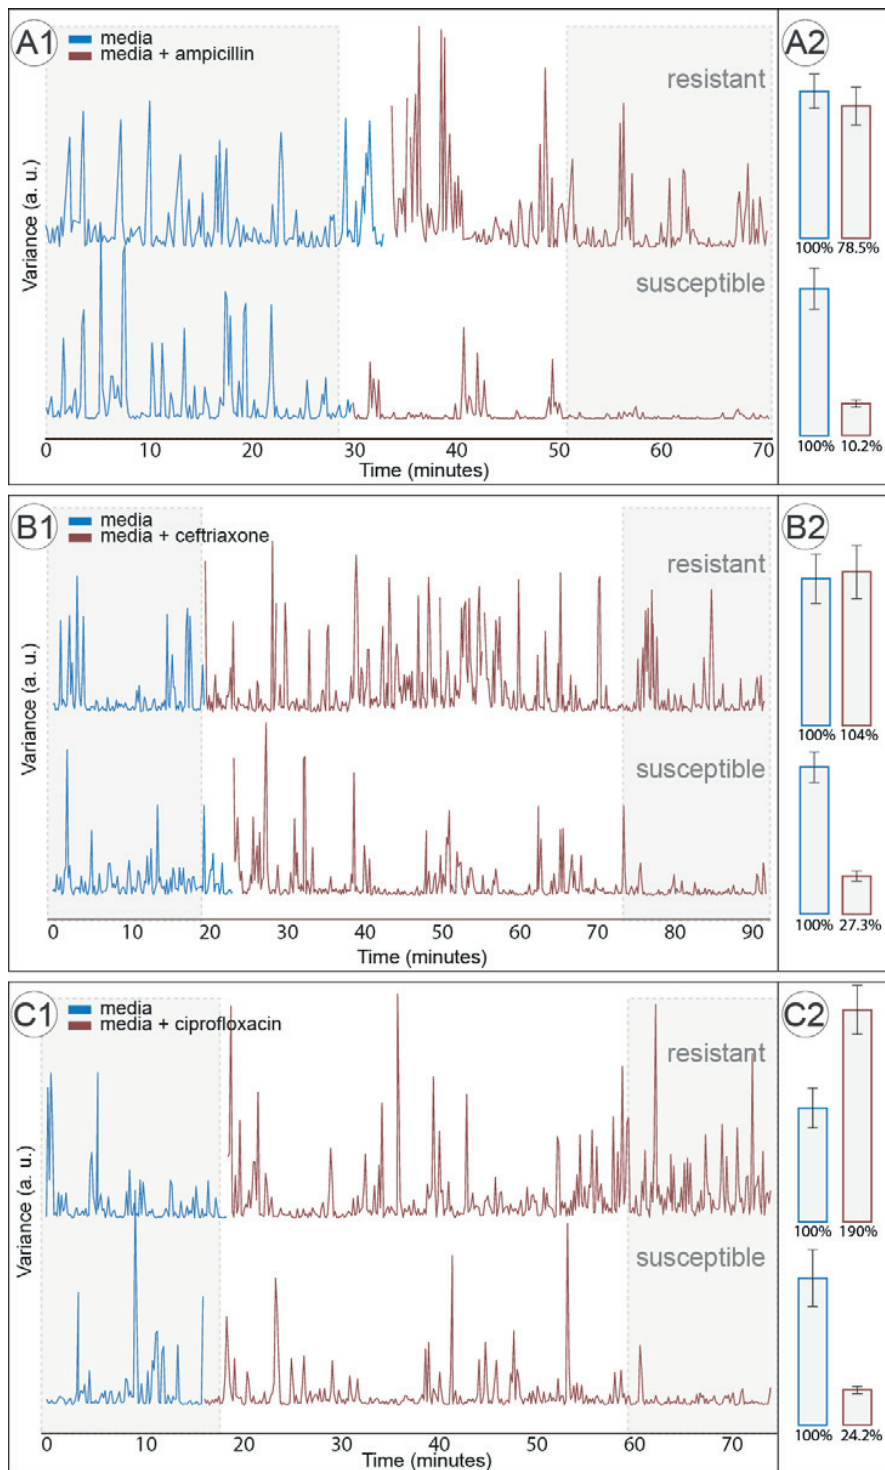 A1
media
media + ampicillin
resistant
susceptible
Variance (a. u.)
0 10 20 30 40 50 60 70
Time (minutes)
A2
100% 78.5%
100% 10.2%
B1
media
media + ceftriaxone
resistant
susceptible
Variance (a. u.)
0 10 20 30 40 50 60 70 80 90
Time (minutes)
B2
100% 104%
100% 27.3%
C1
media
media + ciprofloxacin
resistant
susceptible
Variance (a. u.)
0 10 20 30 40 50 60 70
Time (minutes)
C2
100% 190%
100% 24.2%